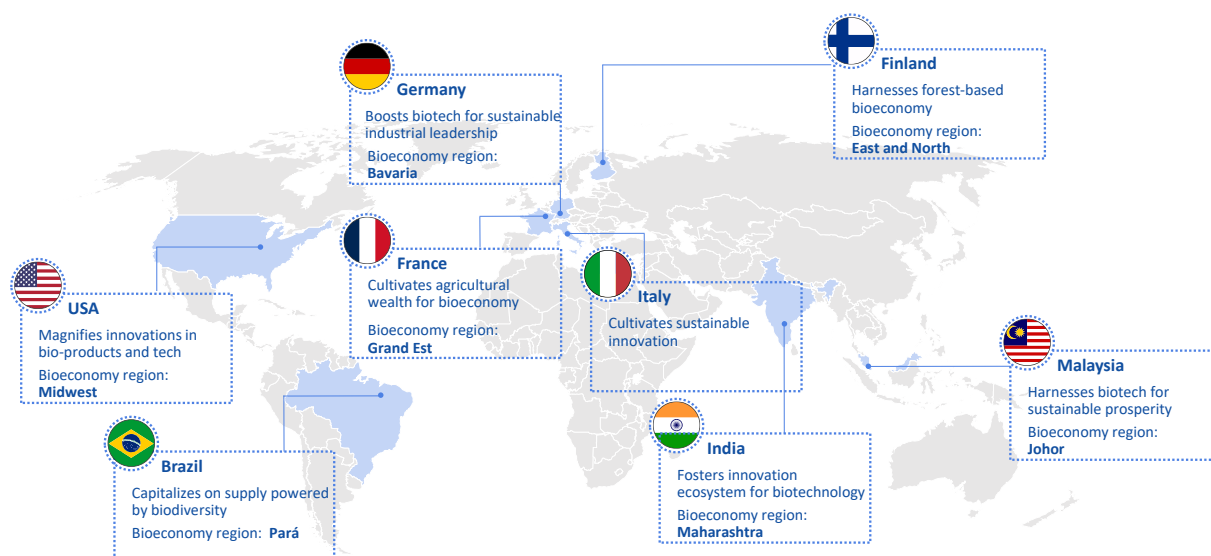 Germany
Boosts biotech for sustainable
industrial leadership
Bioeconomy region:
Bavaria
Finland
Harnesses forest-based
bioeconomy
Bioeconomy region:
East and North
France
Cultivates agricultural
wealth for bioeconomy
Bioeconomy region:
Grand Est
Italy
Cultivates sustainable
innovation
USA
Magnifies innovations in
bio-products and tech
Bioeconomy region:
Midwest
Malaysia
Harnesses biotech for
sustainable prosperity
Bioeconomy region:
Johor
Brazil
Capitalizes on supply powered
by biodiversity
Bioeconomy region: Pará
India
Fosters innovation
ecosystem for biotechnology
Bioeconomy region:
Maharashtra